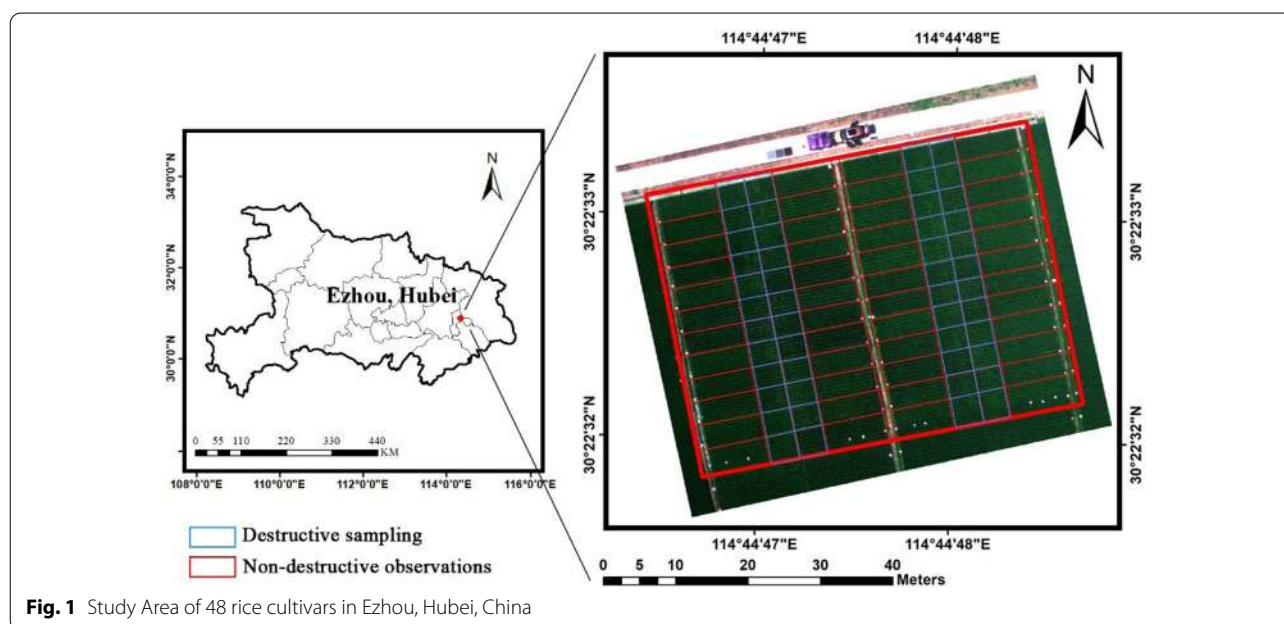 114°44'47"E 114°44'48"E
N
N
34°0'0"N
32°0'0"N
30°0'0"N
Ezhou, Hubei
0 55 110 220 330 440
KM
108°0'0"E 110°0'0"E 112°0'0"E 114°0'0"E 116°0'0"E
30°22'33"N
30°22'32"N
30°22'33"N
30°22'32"N
114°44'47"E 114°44'48"E
Destructive sampling
Non-destructive observations
0 5 10 20 30 40
Meters
Fig. 1 Study Area of 48 rice cultivars in Ezhou, Hubei, China